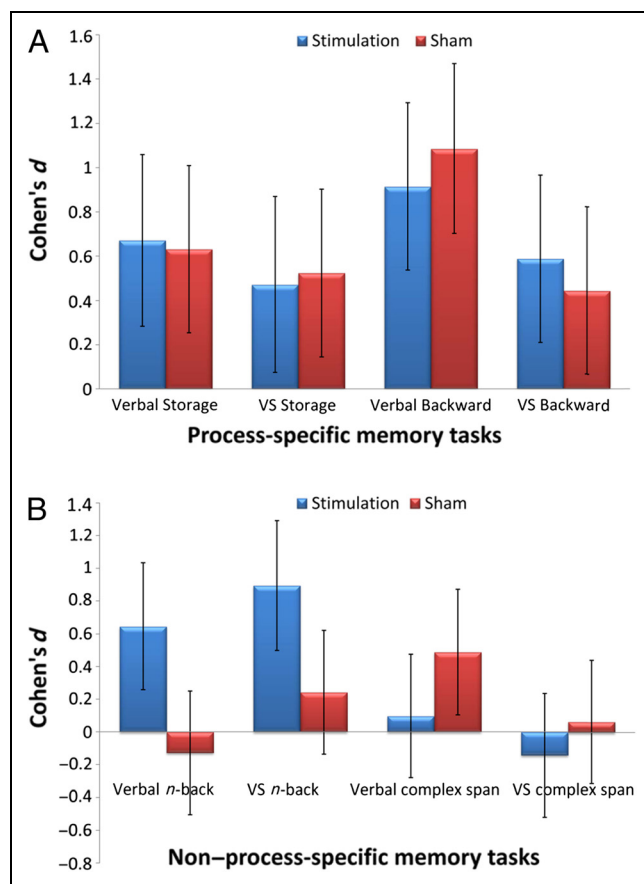 A
1.6
Stimulation Sham
1.4
1.2
1
0.8
0.6
0.4
0.2
0
Cohen's d
Verbal Storage VS Storage Verbal Backward VS Backward
Process-specific memory tasks
B
1.4
Stimulation Sham
1.2
1
0.8
0.6
0.4
0.2
0
−0.2
−0.4
−0.6
−0.8
Cohen's d
Verbal n-back VS n-back Verbal complex span VS complex span
Non–process-specific memory tasks